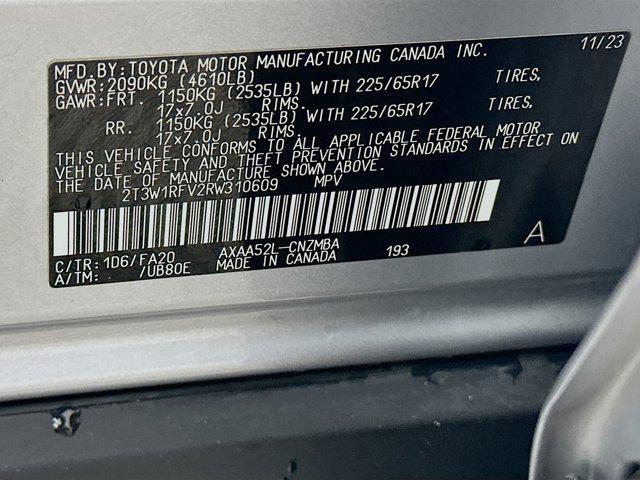 11/23
MFD.BY:TOYOTA MOTOR MANUFACTURING CANADA INC.
GVWR:2090KG (4610LB)
GAWR:FRT. 1150KG (2535LB) WITH 225/65R17 TIRES,
17x7.0J RIMS.
RR. 1150KG (2535LB) WITH 225/65R17 TIRES,
17x7.0J RIMS.
THIS VEHICLE CONFORMS TO ALL APPLICABLE FEDERAL MOTOR
VEHICLE SAFETY AND THEFT PREVENTION STANDARDS IN EFFECT ON
THE DATE OF MANUFACTURE SHOWN ABOVE.
2T3W1RFV2RW310609 MPV
C/TR:1D6/FA20 AXAA52L-CNZMBA 193 A
A/TM: /UB80E MADE IN CANADA